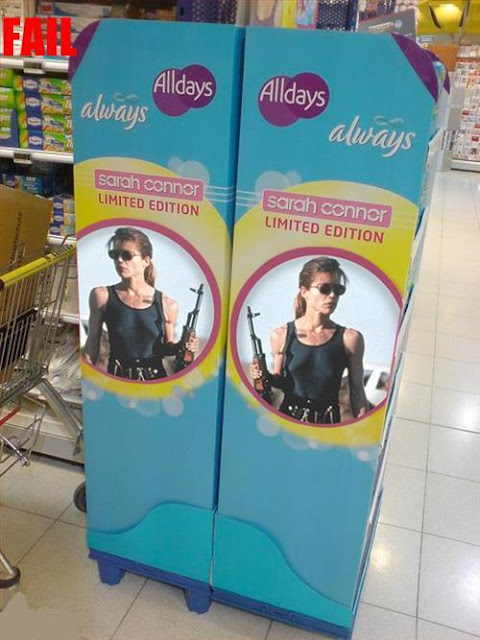 FAIL
Alldays
always
sarah connor
LIMITED EDITION
Alldays
always
sarah connor
LIMITED EDITION